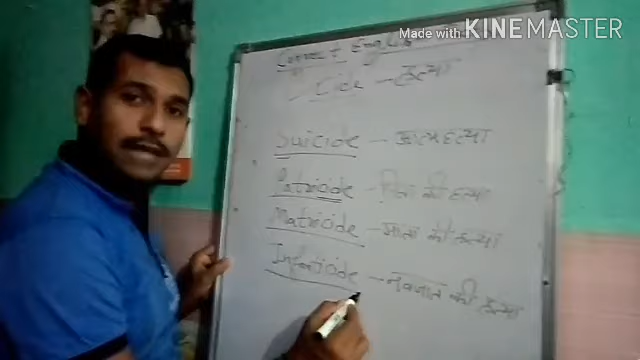 Made with KINEMASTER
Correct English
Cide - हत्या
Suicide - आत्महत्या
Patricide - पिता की हत्या
Matricide - माता की हत्या
Infanticide - नवजात की हत्या